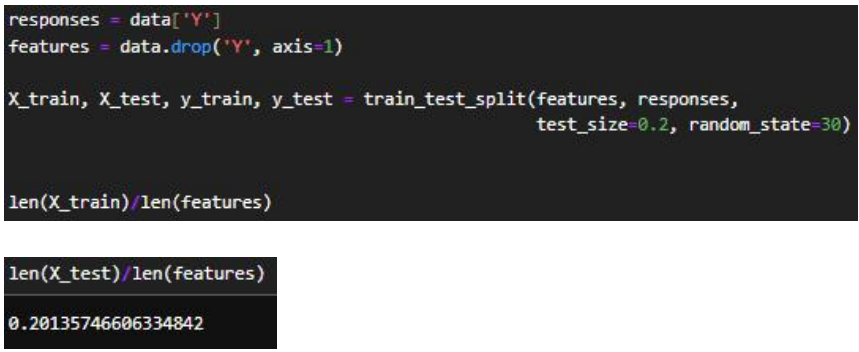 responses = data['Y']
features = data.drop('Y', axis=1)
X_train, X_test, y_train, y_test = train_test_split(features, responses,
test_size=0.2, random_state=30)
len(X_train)/len(features)
len(X_test)/len(features)
0.20135746606334842